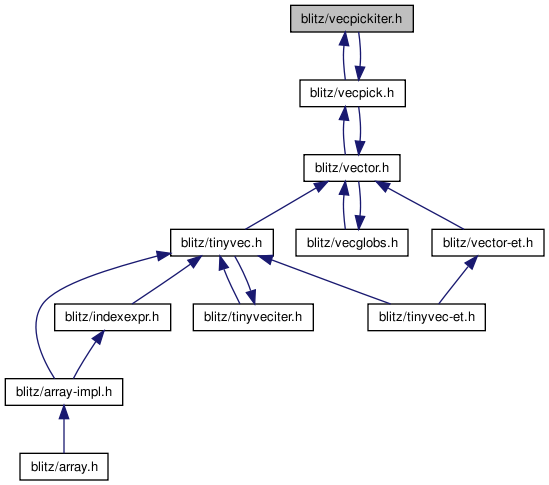 blitz/vecpickiter.h
blitz/vecpick.h
blitz/vector.h
blitz/tinyvec.h
blitz/vecglobs.h
blitz/vector-et.h
blitz/indexexpr.h
blitz/tinyveciter.h
blitz/tinyvec-et.h
blitz/array-impl.h
blitz/array.h